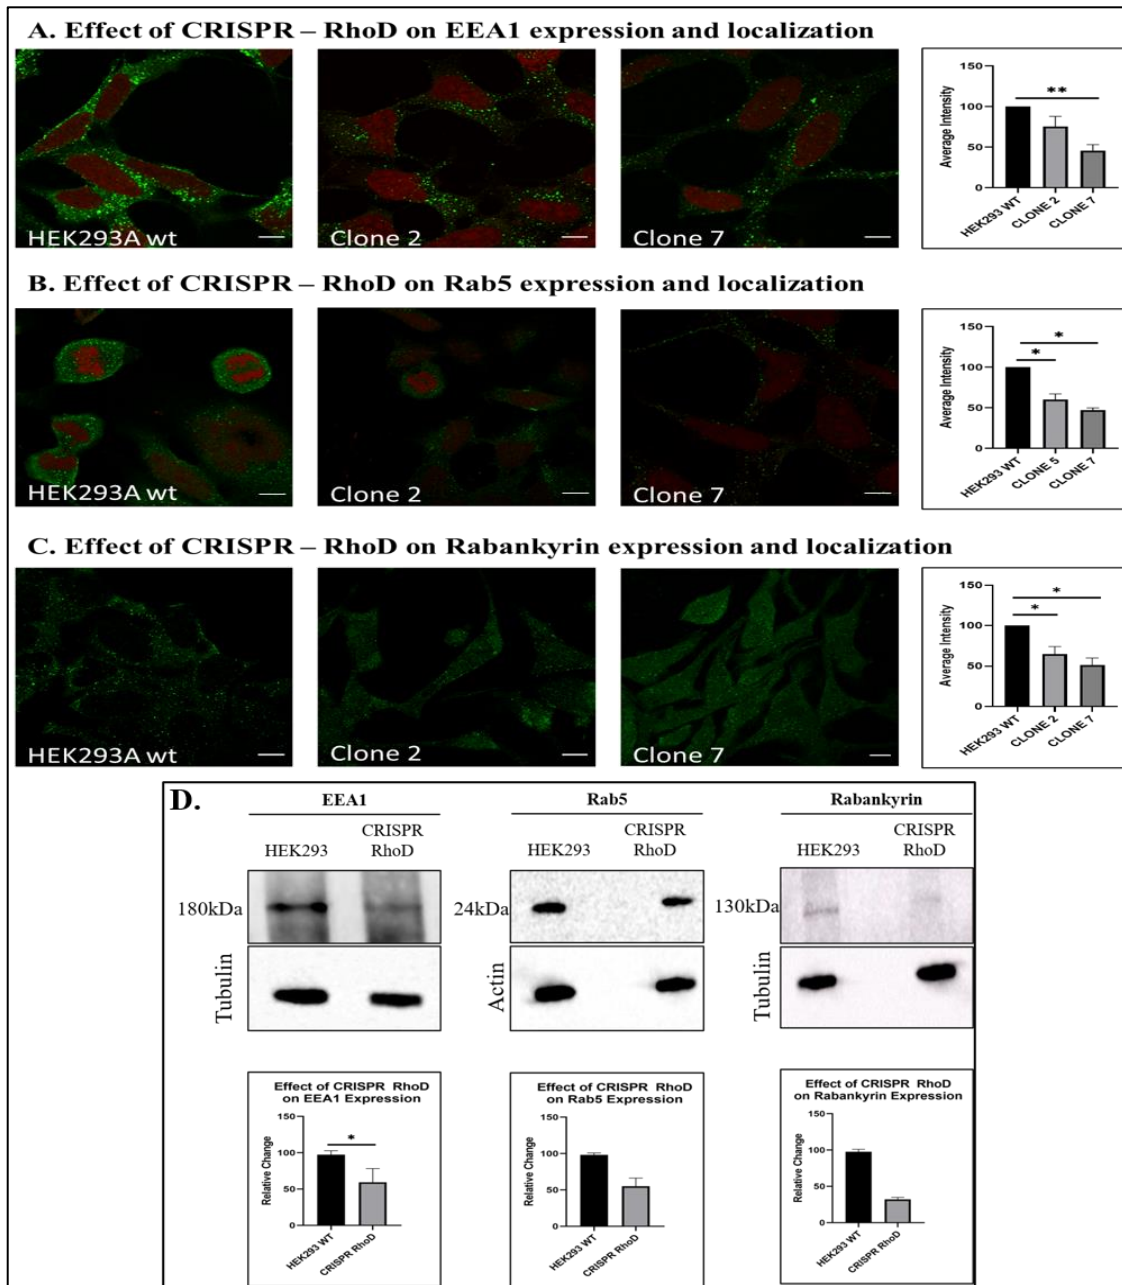 A. Effect of CRISPR – RhoD on EEA1 expression and localization
HEK293A wt
Clone 2
Clone 7
Average Intensity
150
100
50
0
**
HEK293 WT
CLONE 2
CLONE 7
B. Effect of CRISPR – RhoD on Rab5 expression and localization
HEK293A wt
Clone 2
Clone 7
Average Intensity
150
100
50
0
*
*
HEK293 WT
CLONE 5
CLONE 7
C. Effect of CRISPR – RhoD on Rabankyrin expression and localization
HEK293A wt
Clone 2
Clone 7
Average Intensity
150
100
50
0
*
*
HEK293 WT
CLONE 2
CLONE 7
D.
EEA1
HEK293
CRISPR
RhoD
180kDa
Tubulin
Rab5
HEK293
CRISPR
RhoD
24kDa
Actin
Rabankyrin
HEK293
CRISPR
RhoD
130kDa
Tubulin
Effect of CRISPR RhoD
on EEA1 Expression
Relative Change
150
100
50
0
*
HEK293 WT
CRISPR RhoD
Effect of CRISPR RhoD
on Rab5 Expression
Relative Change
150
100
50
0
HEK293 WT
CRISPR RhoD
Effect of CRISPR RhoD
on Rabankyrin Expression
Relative Change
150
100
50
0
HEK293 WT
CRISPR RhoD